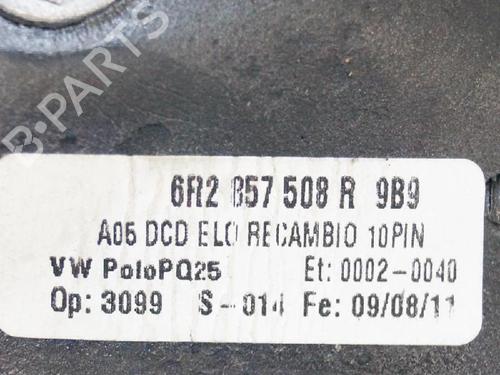 B-PARTS
6R2 857 508 R 9B9
A05 DCD ELO RECAMBIO 10PIN
VW PoloPQ25 Et: 0002-0040
Op: 3099 S-014 Fe: 09/08/11